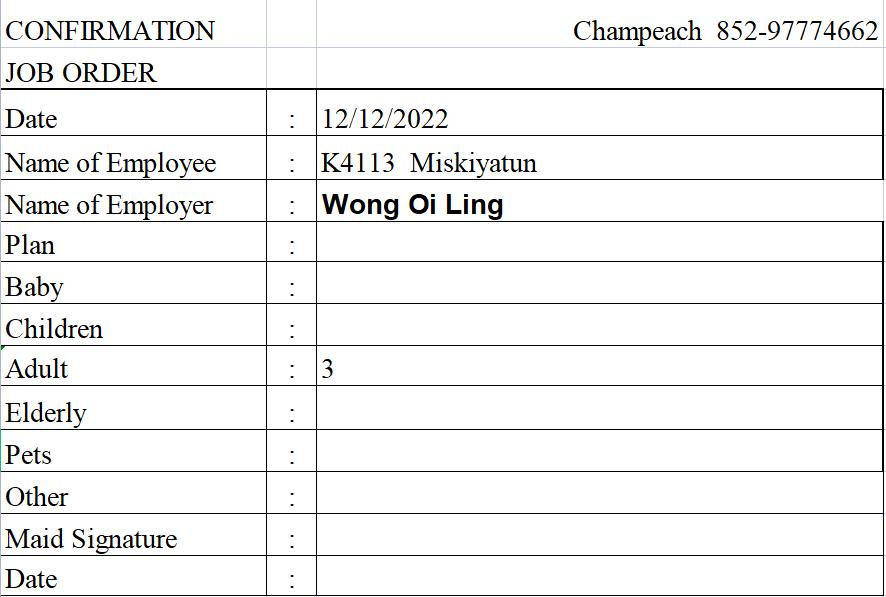 CONFIRMATION Champeach 852-97774662
JOB ORDER
Date : 12/12/2022
Name of Employee : K4113 Miskiyatun
Name of Employer : Wong Oi Ling
Plan :
Baby :
Children :
Adult : 3
Elderly :
Pets :
Other :
Maid Signature :
Date :